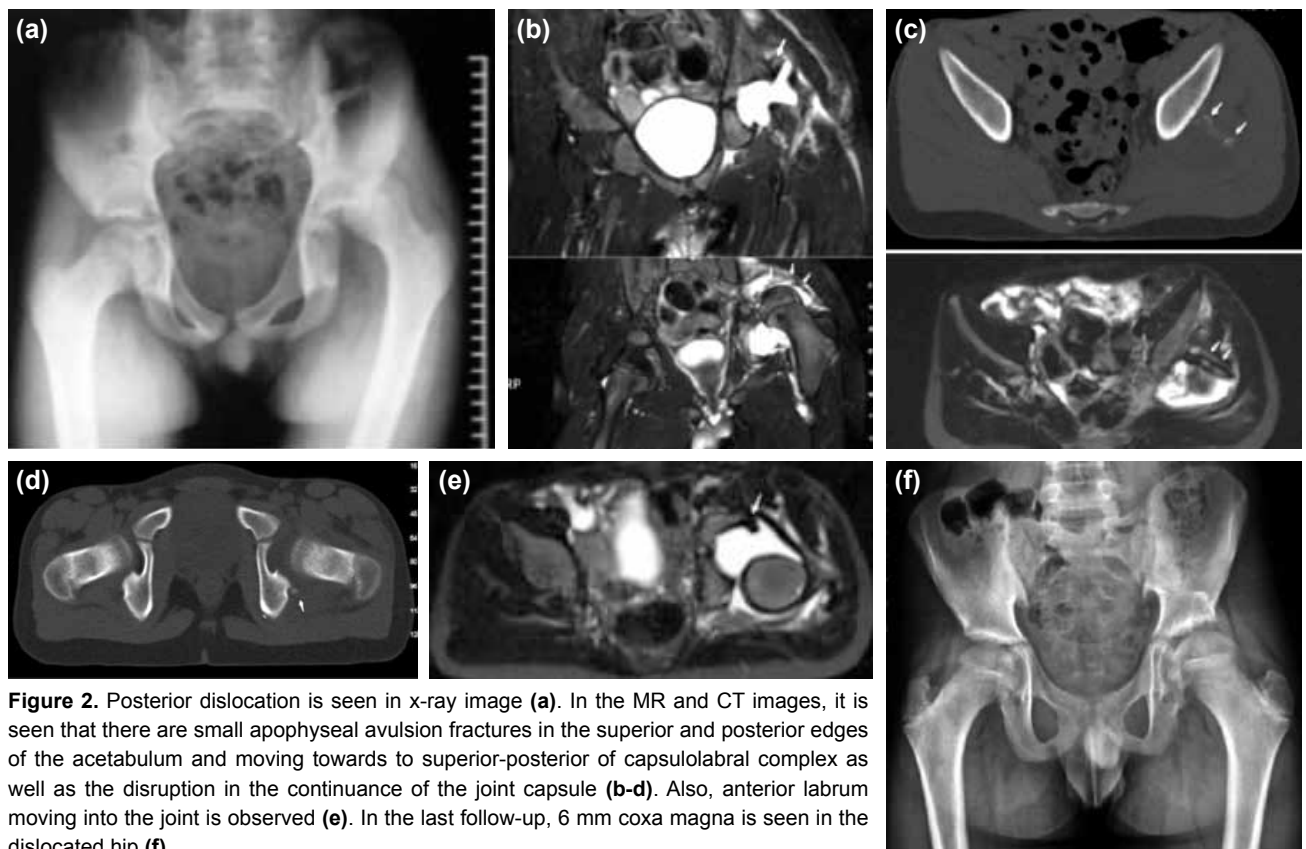 (a)
(b)
(c)
(d)
(e)
(f)
Figure 2. Posterior dislocation is seen in x-ray image (a). In the MR and CT images, it is
seen that there are small apophyseal avulsion fractures in the superior and posterior edges
of the acetabulum and moving towards to superior-posterior of capsulolabral complex as
well as the disruption in the continuance of the joint capsule (b-d). Also, anterior labrum
moving into the joint is observed (e). In the last follow-up, 6 mm coxa magna is seen in the
dislocated hip (f).